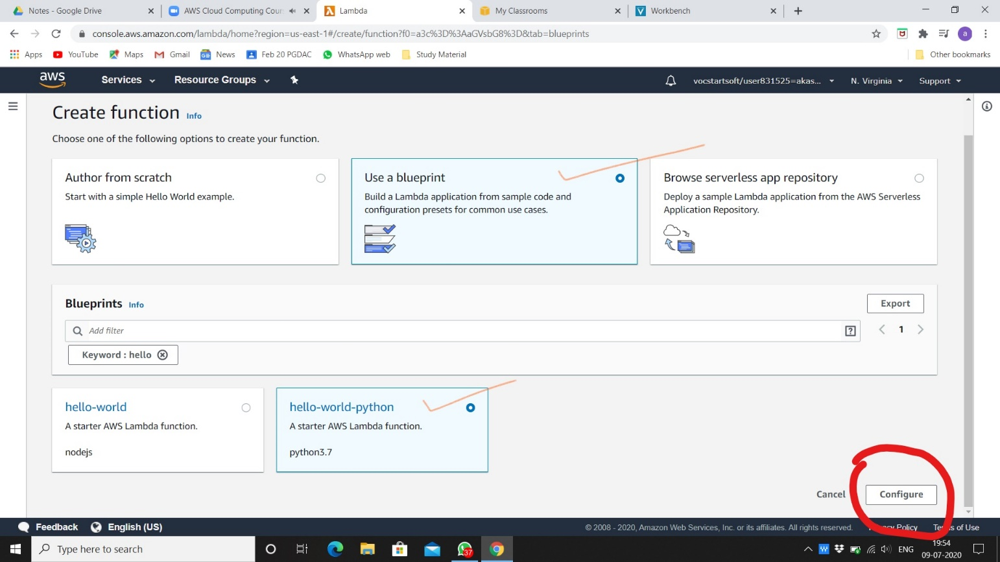 Notes - Google Drive
AWS Cloud Computing Cour
Lambda
My Classrooms
Workbench
console.aws.amazon.com/lambda/home?region=us-east-1#/create/function?f0=a3c%3D%3AaGVsbG8%3D&tab=blueprints
a
Apps
YouTube
Maps
Gmail
News
Feb 20 PGDAC
WhatsApp web
Study Material
Other bookmarks
aws
Services
Resource Groups
vocstartsoft/user831525=akas...
N. Virginia
Support
Create function Info
Choose one of the following options to create your function.
Author from scratch
Start with a simple Hello World example.
Use a blueprint
Build a Lambda application from sample code and
configuration presets for common use cases.
Browse serverless app repository
Deploy a sample Lambda application from the AWS Serverless
Application Repository.
Blueprints Info
Export
Add filter
1
Keyword : hello
hello-world
A starter AWS Lambda function.
nodejs
hello-world-python
A starter AWS Lambda function.
python3.7
Cancel
Configure
Feedback
English (US)
© 2008 - 2020, Amazon Web Services, Inc. or its affiliates. All rights reserved.
Policy
Use
Type here to search
37
ENG
19:54
09-07-2020